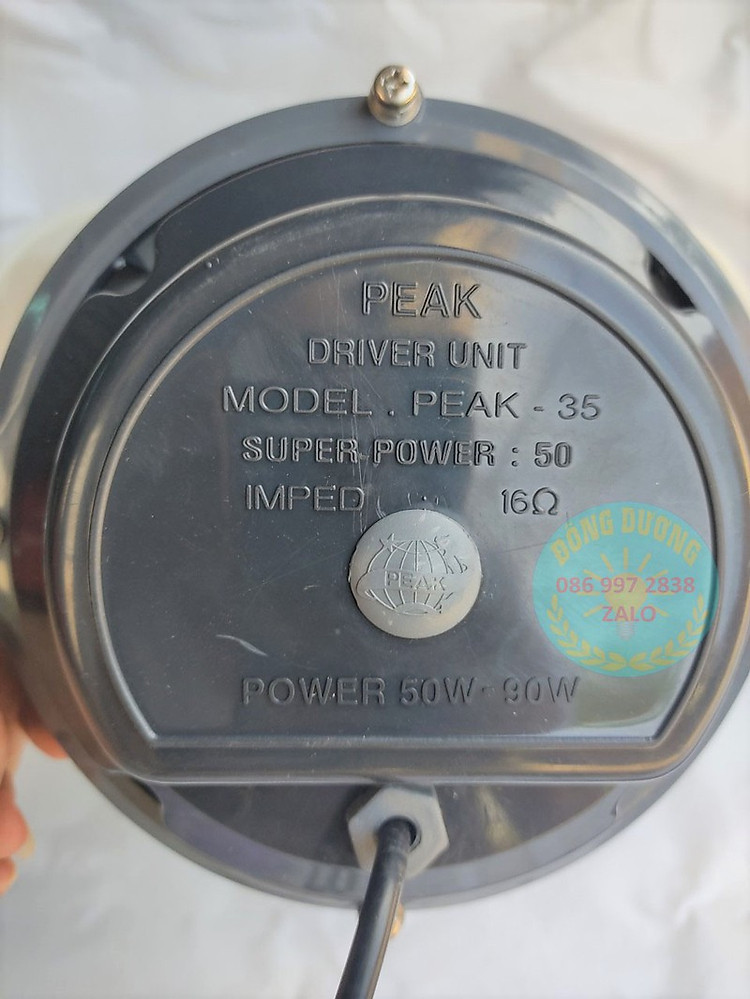 PEAK
DRIVER UNIT
MODEL . PEAK - 35
SUPER POWER : 50
IMPED 16Ω
PEAK
ĐÔNG DƯƠNG
086 997 2838
ZALO
POWER 50W - 90W